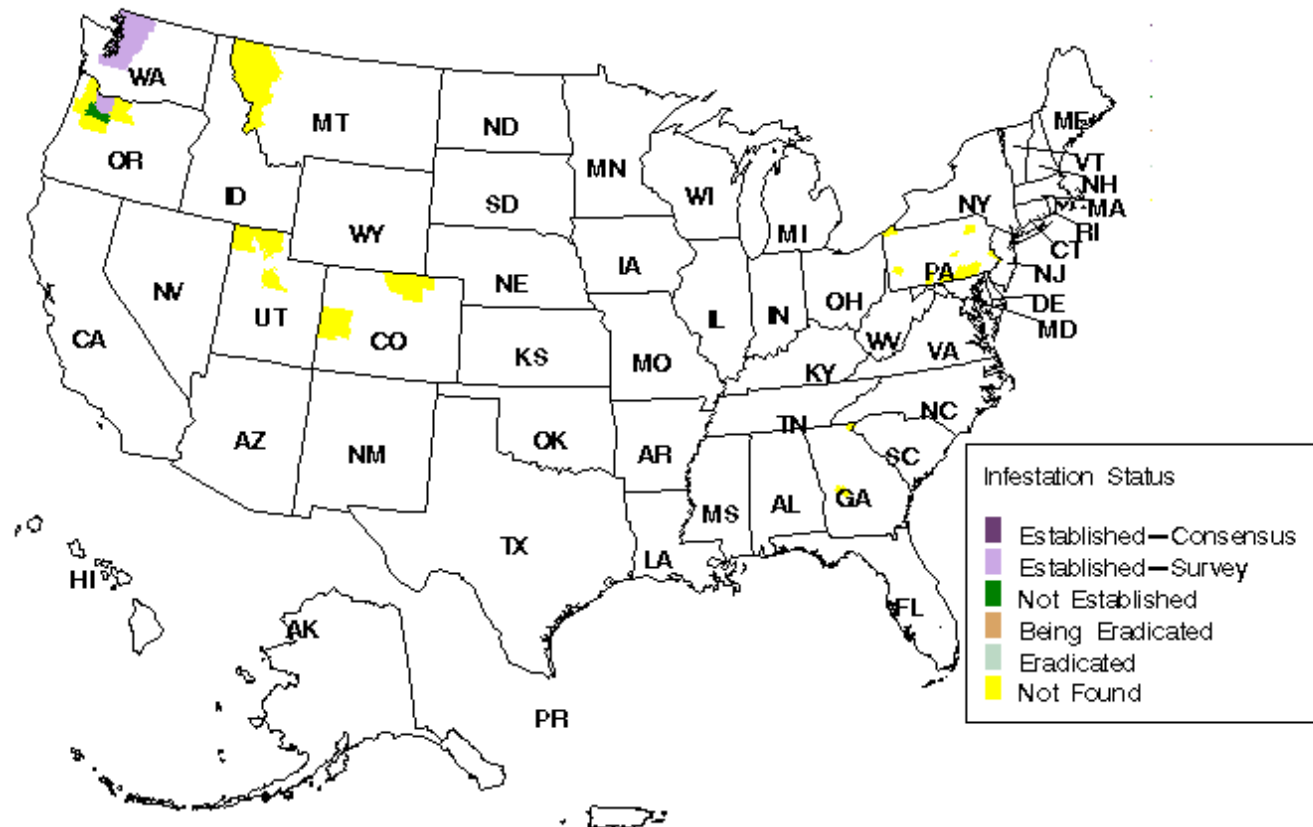 WA
MT
ND
MN
ME
VT
NH
MA
RI
CT
NJ
DE
MD
OR
ID
WY
SD
WI
MI
NY
PA
NV
UT
CO
NE
IA
IL
IN
OH
WV
VA
CA
KS
MO
KY
AZ
NM
OK
AR
TN
NC
SC
TX
LA
MS
AL
GA
FL
HI
AK
PR
Infestation Status
Established-Consensus
Established-Survey
Not Established
Being Eradicated
Eradicated
Not Found